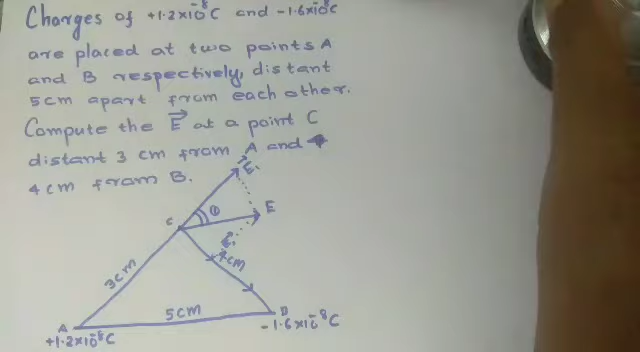 Charges of +1.2×10⁻⁸C and -1.6×10⁻⁸C
are placed at two points A
and B respectively, distant
5cm apart from each other.
Compute the E⃗ at a point C
distant 3 cm from A and
4cm from B.
E⃗₁
C
θ
E
4cm
3cm
5cm
A
+1.2×10⁻⁸C
-1.6×10⁻⁸C